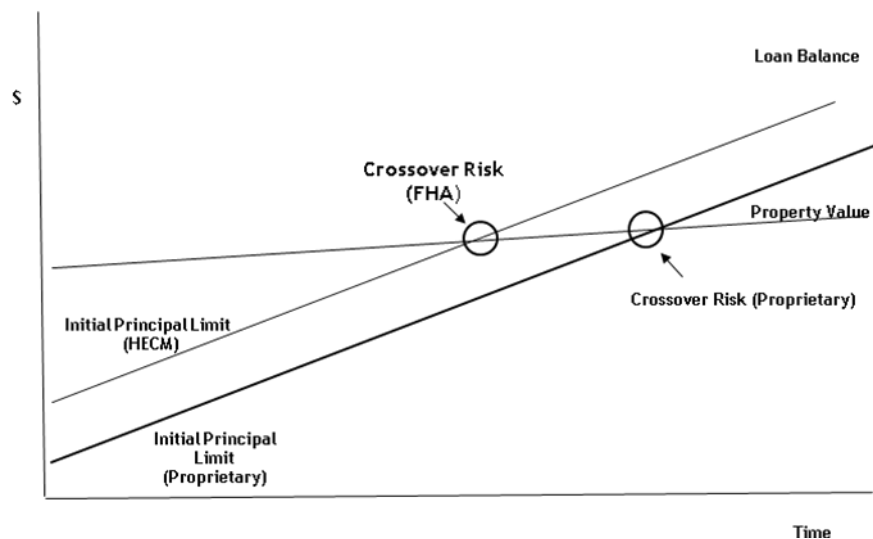 Loan Balance
$
Crossover Risk
(FHA)
Property Value
Crossover Risk (Proprietary)
Initial Principal Limit
(HECM)
Initial Principal
Limit
(Proprietary)
Time